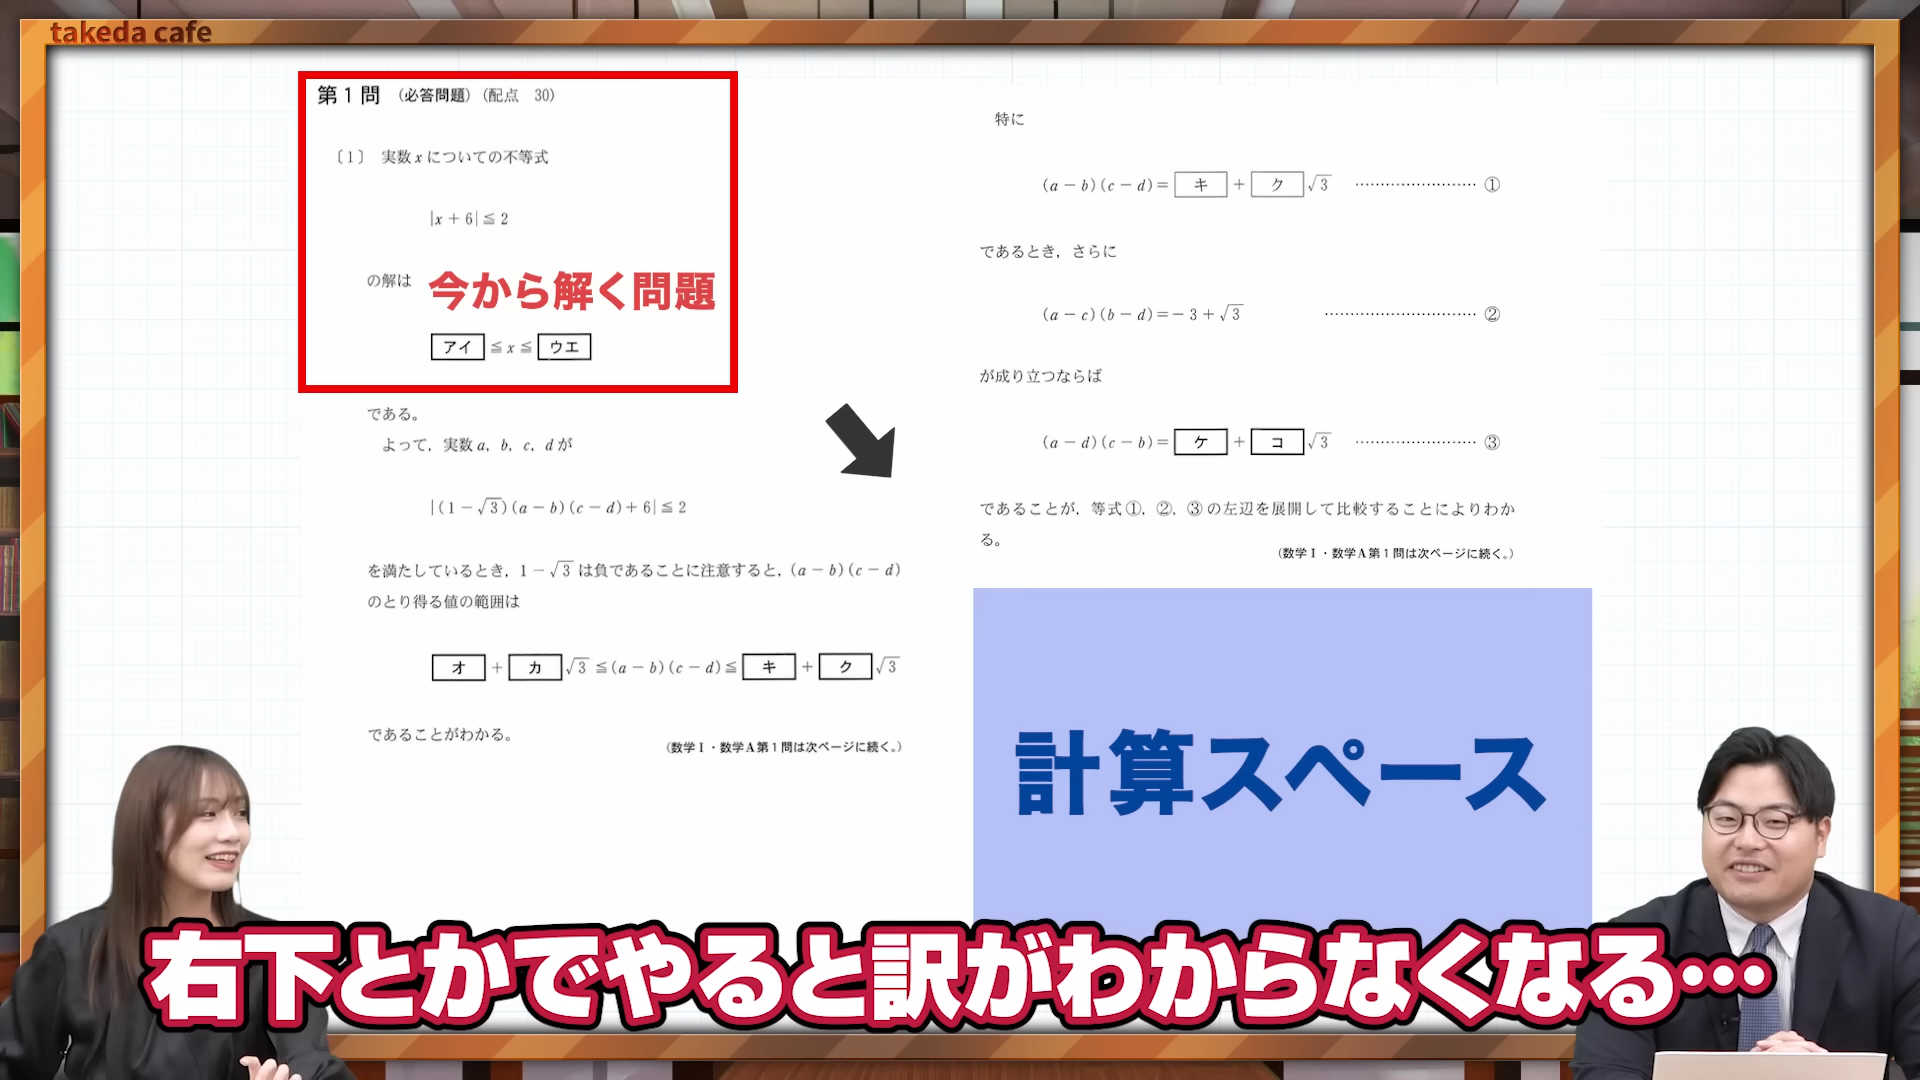 takeda cafe
第1問 (必答問題)(配点 30)
〔1〕 実数xについての不等式
|x+6|≦2
の解は
今から解く問題
アイ ≦x≦ ウエ
である。
よって,実数a,b,c,dが
|(1-√3)(a-b)(c-d)+6|≦2
を満たしているとき,1-√3は負であることに注意すると,(a-b)(c-d)
のとり得る値の範囲は
オ + カ √3≦(a-b)(c-d)≦ キ + ク √3
であることがわかる。
(数学Ⅰ・数学A第1問は次ページに続く。)
特に
(a-b)(c-d)= キ + ク √3 ························ ①
であるとき,さらに
(a-c)(b-d)=-3+√3 ····························· ②
が成り立つならば
(a-d)(c-b)= ケ + コ √3 ························ ③
であることが,等式①,②,③の左辺を展開して比較することによりわか
る。
(数学Ⅰ・数学A第1問は次ページに続く。)
計算スペース
右下とかでやると訳がわからなくなる…